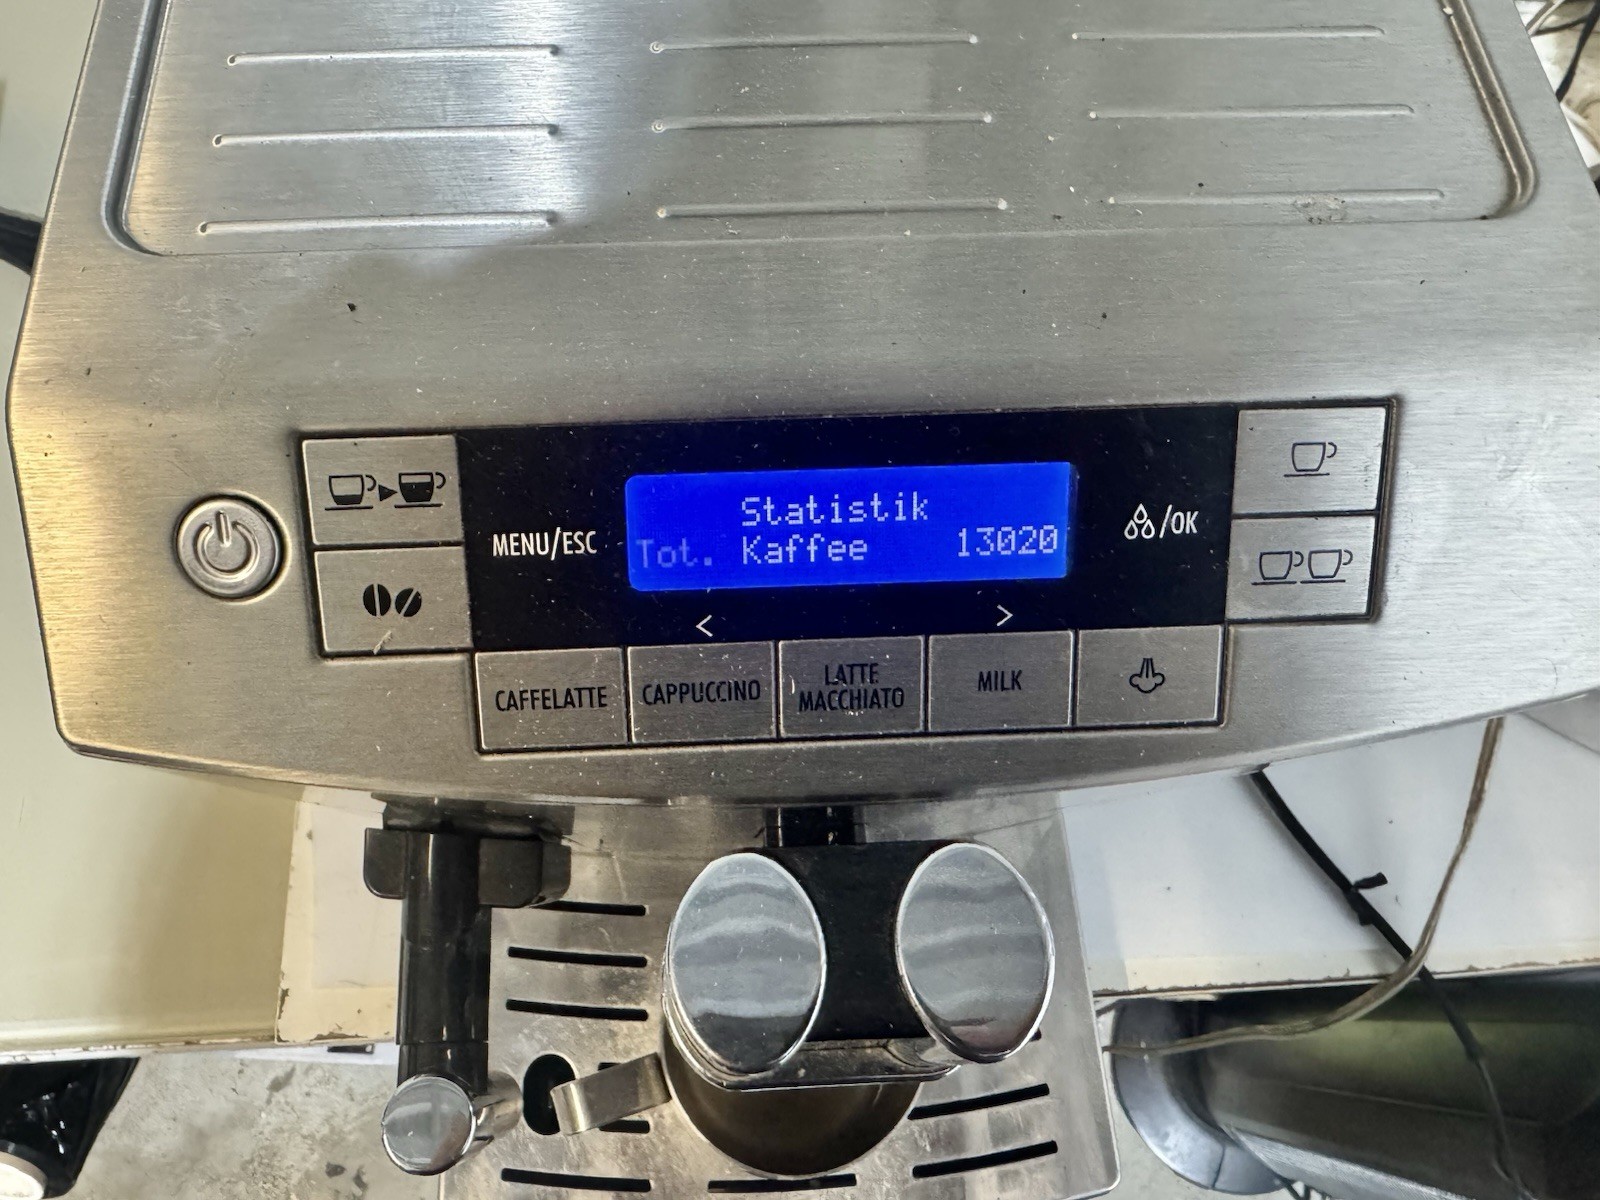 Statistik
Tot. Kaffee 13020
MENU/ESC
/OK
<
>
CAFFELATTE
CAPPUCCINO
LATTE
MACCHIATO
MILK